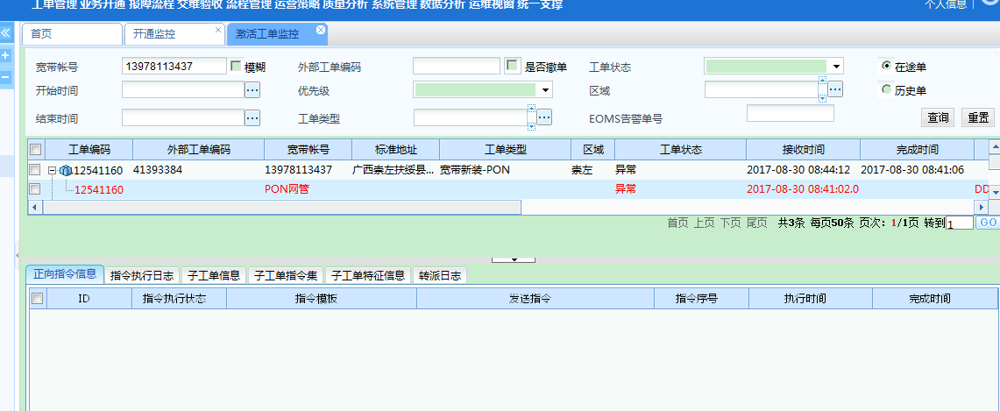 工单管理 业务开通 报障流程 交维验收 流程管理 运营策略 质量分析 系统管理 数据分析 运维视窗 统一支撑
个人信息
首页 开通监控 激活工单监控
宽带帐号 13978113437 模糊 外部工单编码 是否撤单 工单状态 在途单
开始时间 优先级 区域 历史单
结束时间 工单类型 EOMS告警单号
查询 重置
工单编码 外部工单编码 宽带帐号 标准地址 工单类型 区域 工单状态 接收时间 完成时间
12541160 41393384 13978113437 广西崇左扶绥县... 宽带新装-PON 崇左 异常 2017-08-30 08:44:12 2017-08-30 08:41:06
12541160 PON网管 异常 2017-08-30 08:41:02.0 DD
首页 上页 下页 尾页 共3条 每页50条 页次：1/1页 转到 1 GO
正向指令信息 指令执行日志 子工单信息 子工单指令集 子工单特征信息 转派日志
ID 指令执行状态 指令模板 发送指令 指令序号 执行时间 完成时间